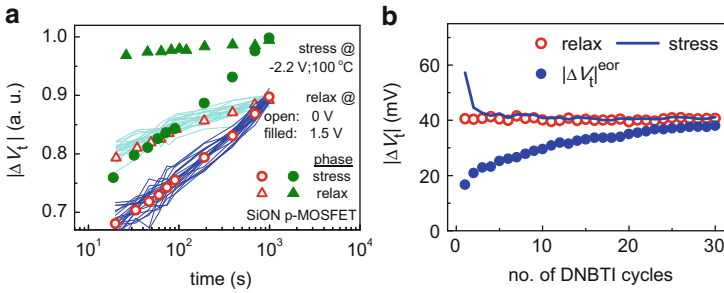 a
|ΔVt| (a. u.)
1.0
0.9
0.8
0.7
stress @
-2.2 V;100 °C
relax @
open: 0 V
filled: 1.5 V
phase
stress
relax
SiON p-MOSFET
10¹ 10² 10³ 10⁴
time (s)
b
relax stress
|ΔVt|eor
|ΔVt| (mV)
60
40
20
0
0 10 20 30
no. of DNBTI cycles